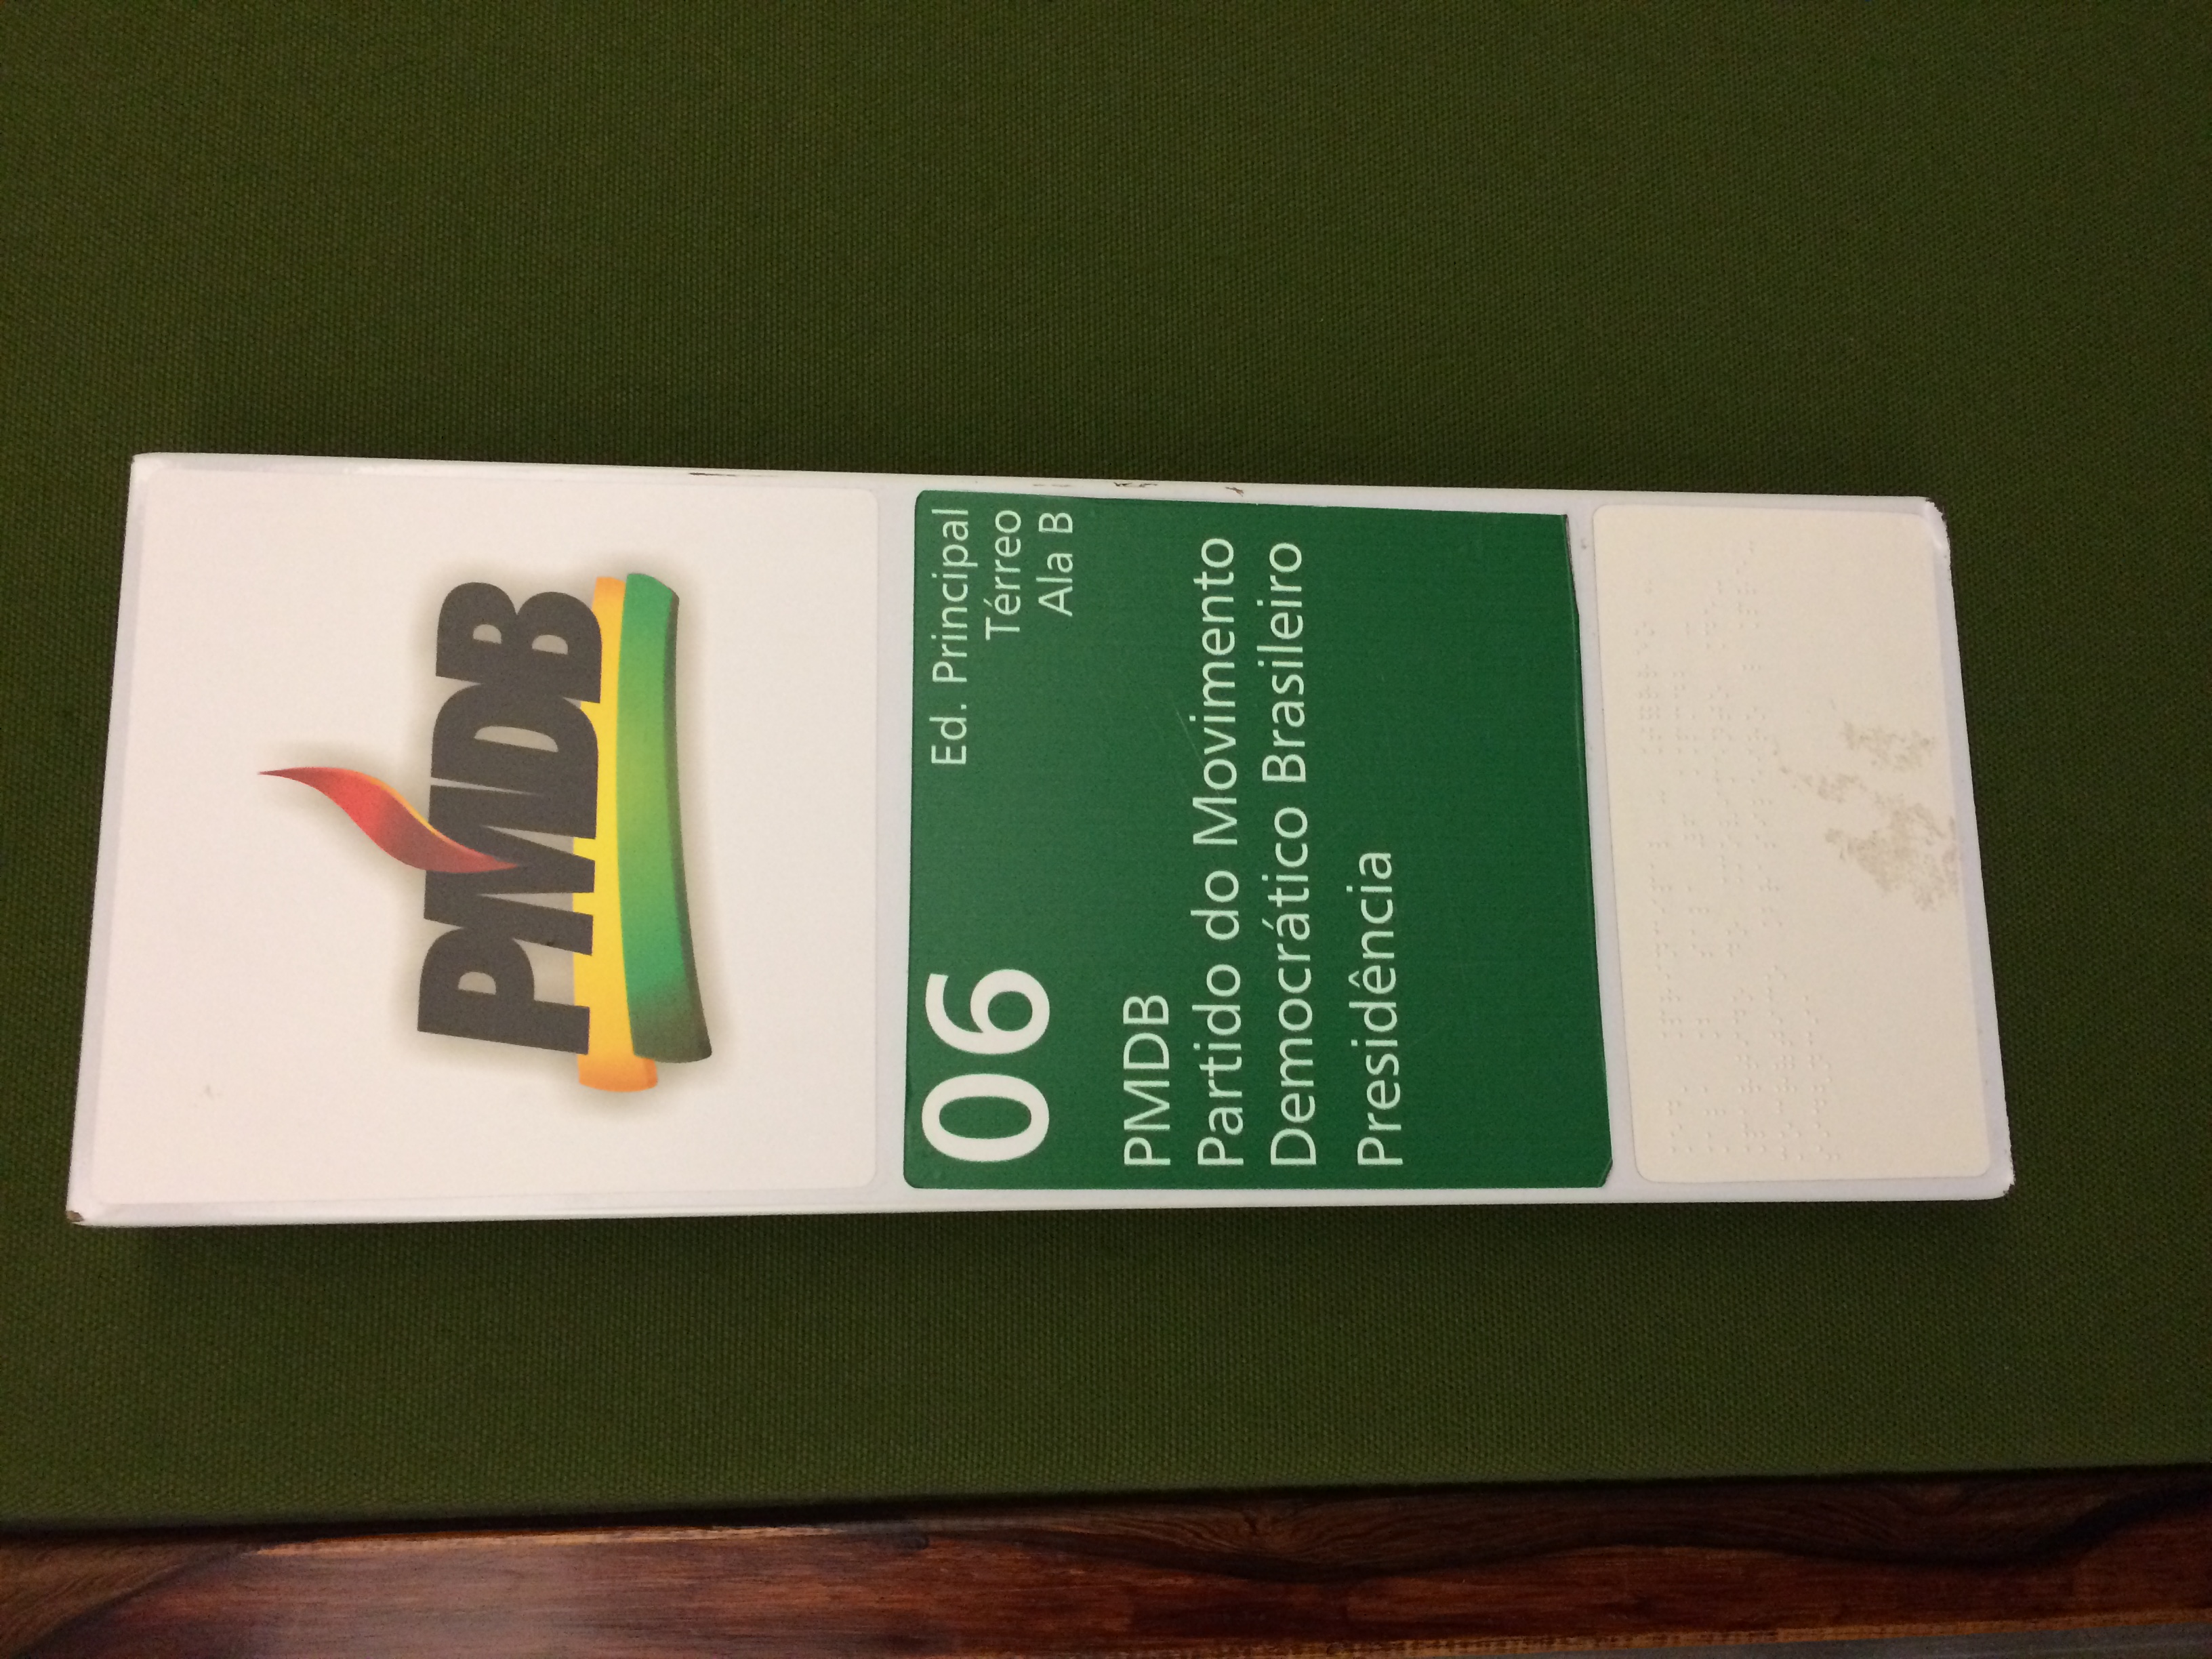 PMDB
06
Ed. Principal
Térreo
Ala B
PMDB
Partido do Movimento
Democrático Brasileiro
Presidência